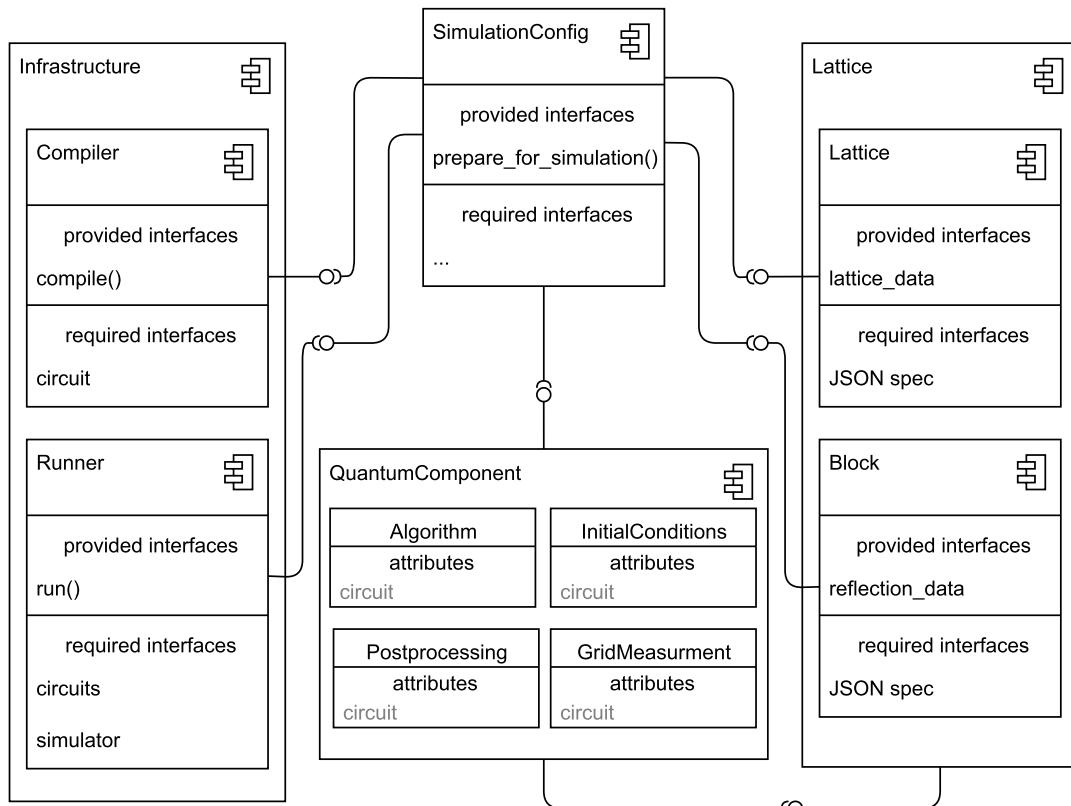 SimulationConfig
provided interfaces
prepare_for_simulation()
required interfaces
...
Infrastructure
Compiler
provided interfaces
compile()
required interfaces
circuit
Runner
provided interfaces
run()
required interfaces
circuits
simulator
QuantumComponent
Algorithm
attributes
circuit
InitialConditions
attributes
circuit
Postprocessing
attributes
circuit
GridMeasurment
attributes
circuit
Lattice
Lattice
provided interfaces
lattice_data
required interfaces
JSON spec
Block
provided interfaces
reflection_data
required interfaces
JSON spec